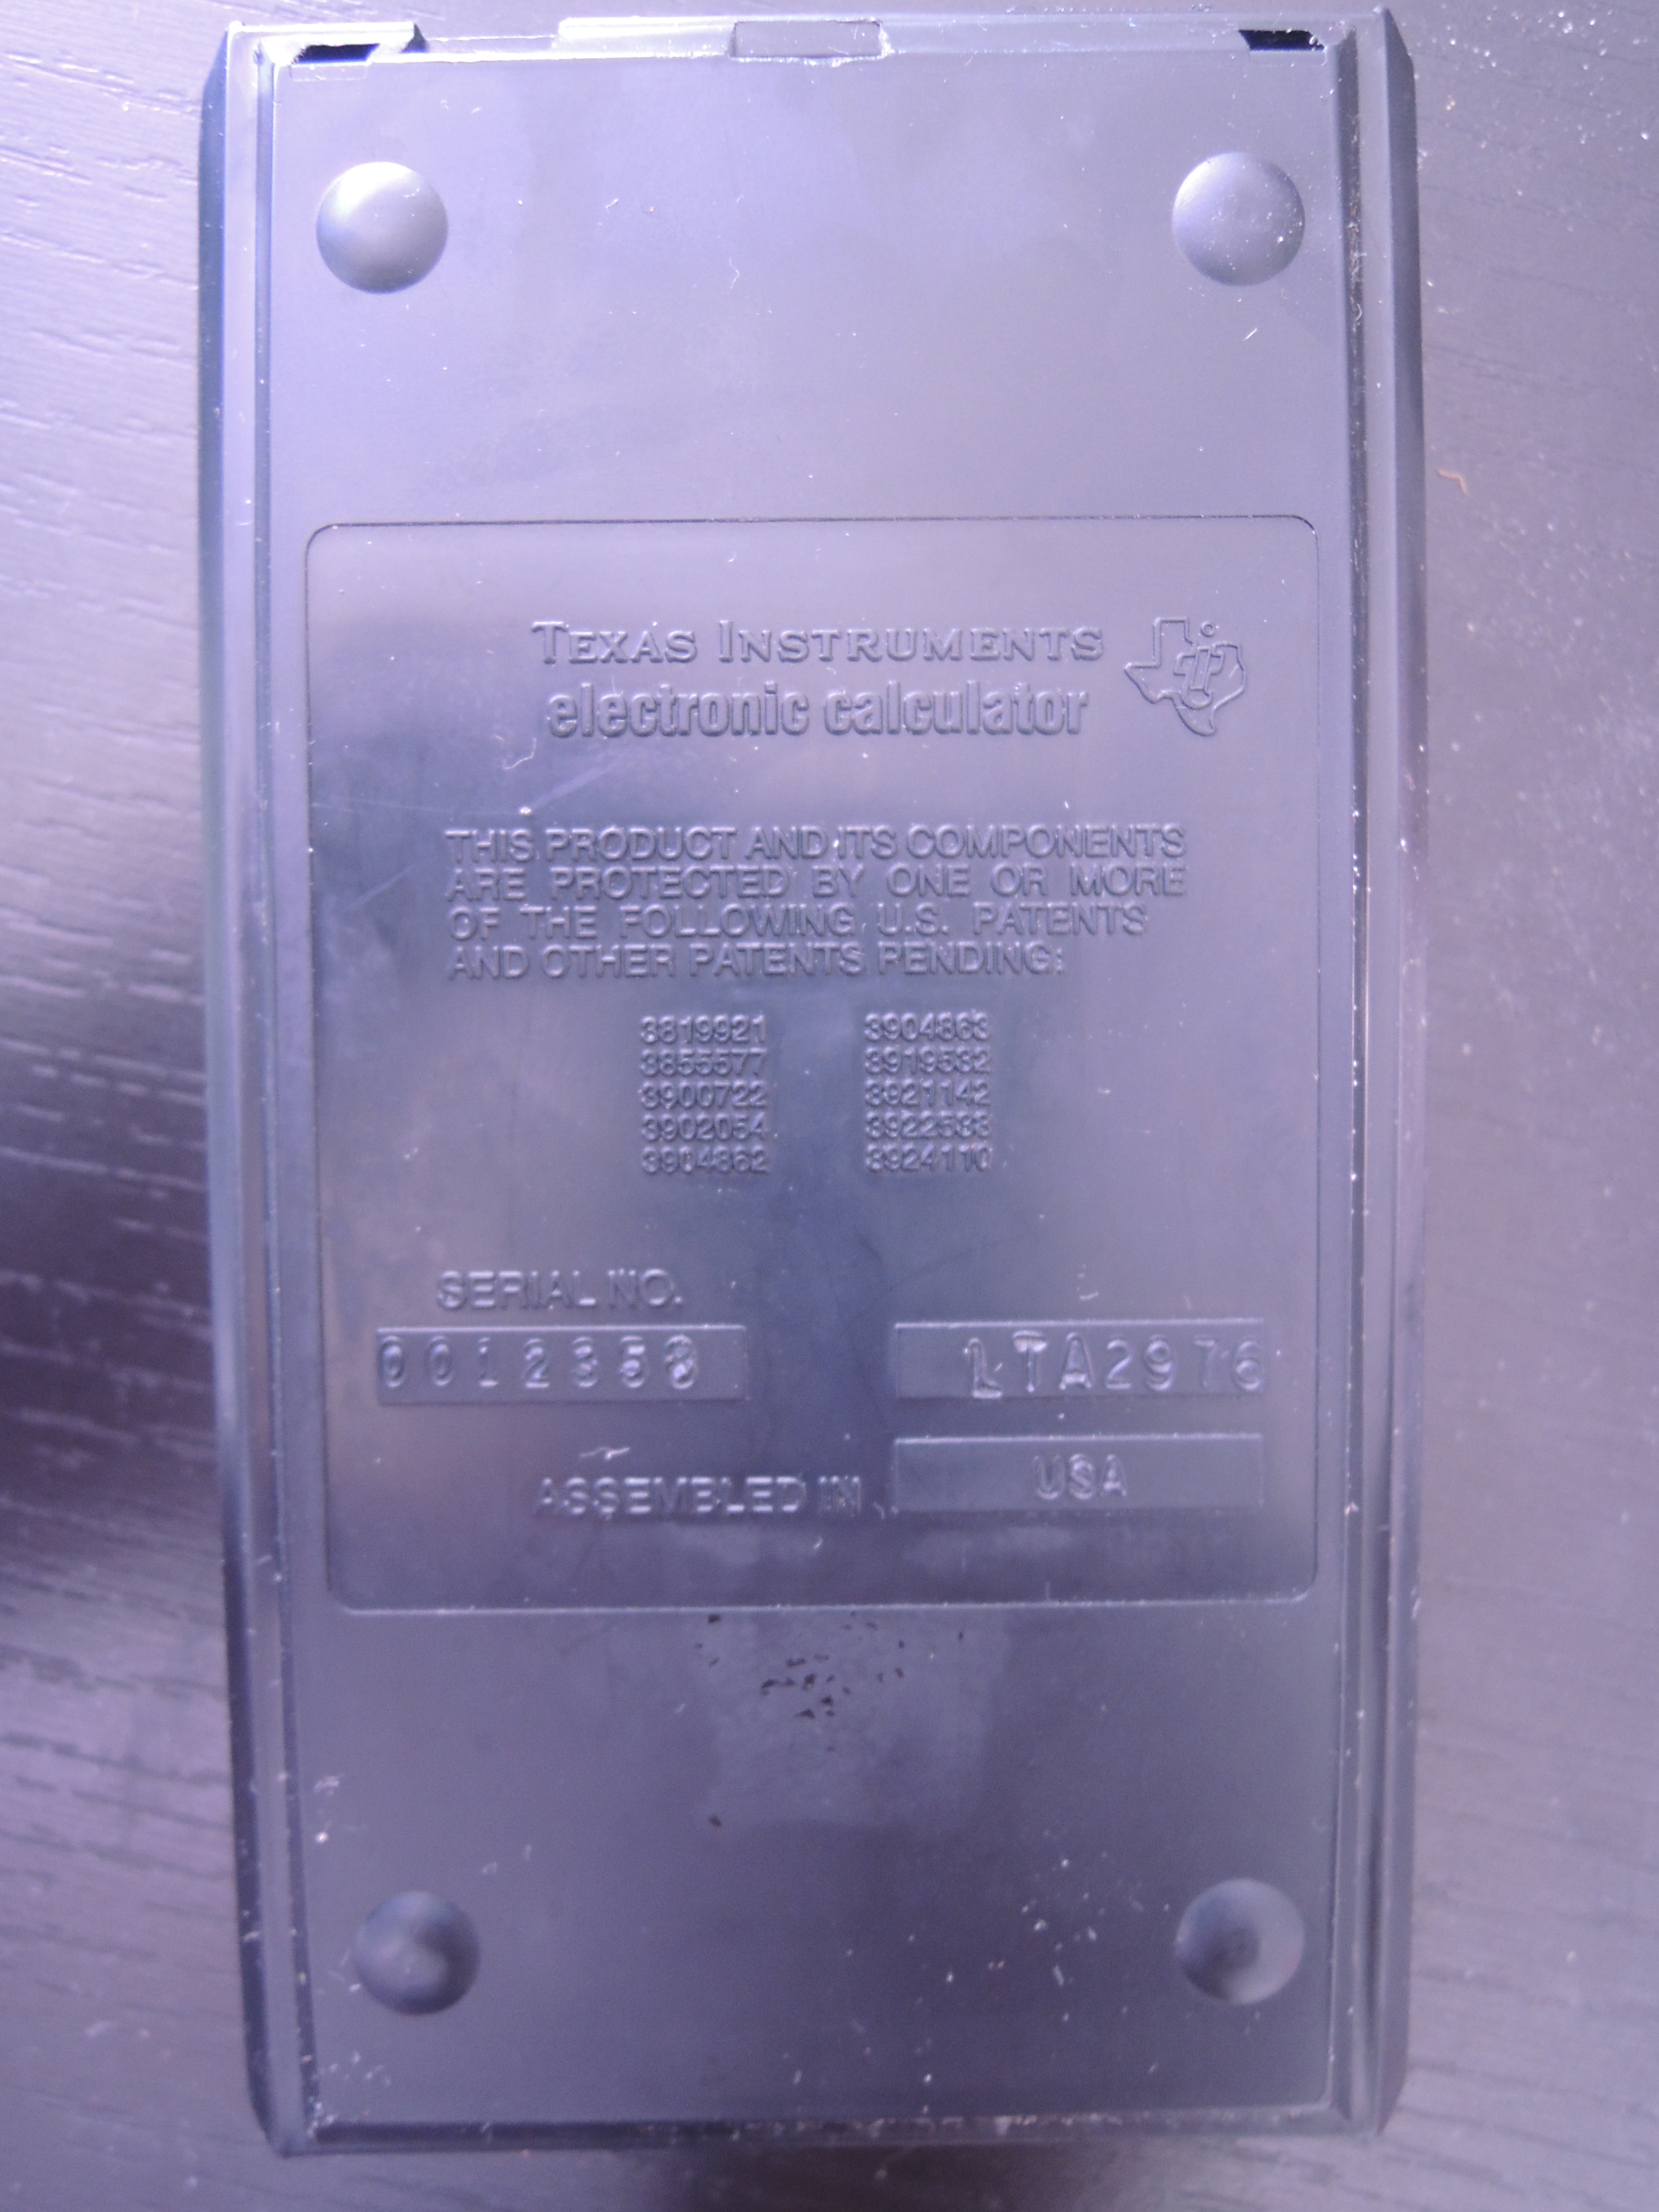 TEXAS INSTRUMENTS
electronic calculator
THIS PRODUCT AND ITS COMPONENTS
ARE PROTECTED BY ONE OR MORE
OF THE FOLLOWING U.S. PATENTS
AND OTHER PATENTS PENDING:
3819921 3904863
3855577 3919532
3900722 3921142
3902054 3922538
3904862 3924110
SERIAL NO.
0012358 LTA2976
ASSEMBLED IN USA